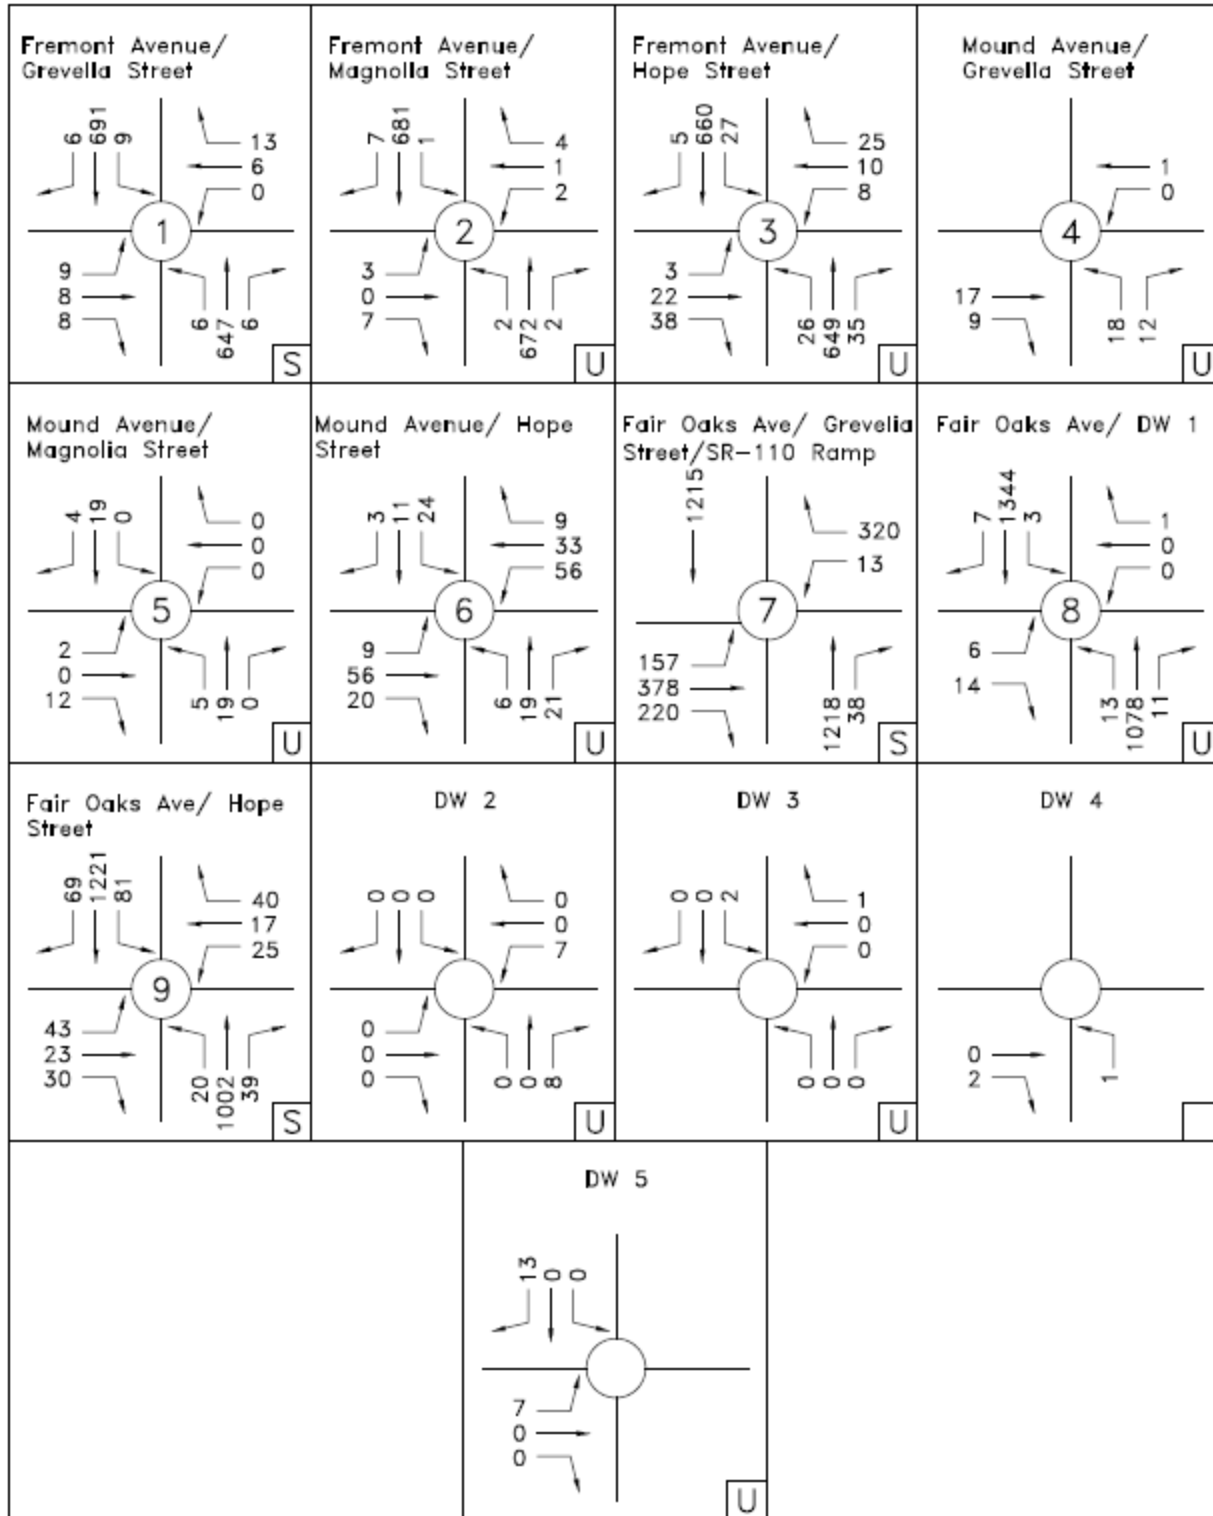 Fremont Avenue/
Grevella Street
6 691 9
13
6
0
1
9
8
8
6 647 6
S
Fremont Avenue/
Magnolla Street
7 681 1
4
1
2
2
3
0
7
2 672 2
U
Fremont Avenue/
Hope Street
5 660 27
25
10
8
3
3
22
38
26 649 35
U
Mound Avenue/
Grevella Street
1
0
4
17
9
18 12
U
Mound Avenue/
Magnolia Street
4 19 0
0
0
0
5
2
0
12
5 19 0
U
Mound Avenue/ Hope
Street
3 11 24
9
33
56
6
9
56
20
6 19 21
U
Fair Oaks Ave/ Grevelia
Street/SR-110 Ramp
1215
320
13
7
157
378
220
1218 38
S
Fair Oaks Ave/ DW 1
7 1344 3
1
0
0
8
6
14
13 1078 11
U
Fair Oaks Ave/ Hope
Street
69 1221 81
40
17
25
9
43
23
30
20 1002 39
S
DW 2
0 0 0
0
0
7
0
0
0
0 0 8
U
DW 3
0 0 2
1
0
0
0 0 0
U
DW 4
0
2
1
DW 5
13 0 0
7
0
0
U